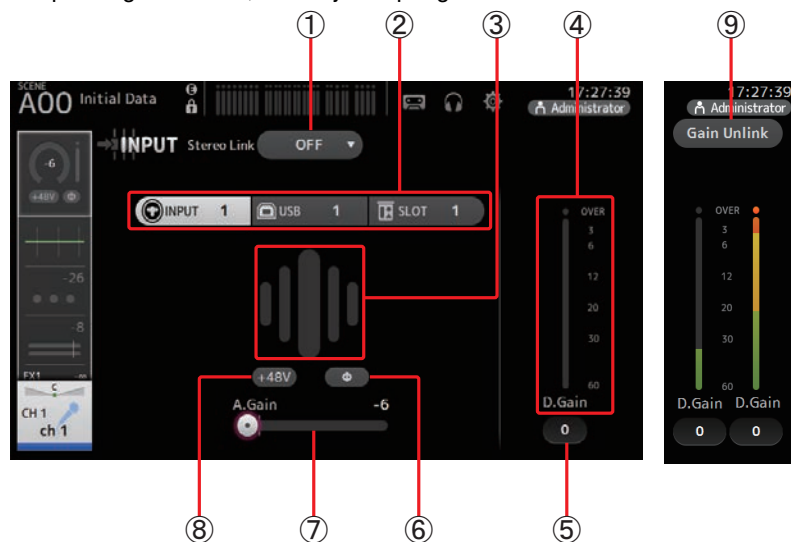 ① ② ③ ④ ⑨
SCENE
A00 Initial Data
E
17:27:39
Administrator
INPUT Stereo Link OFF
INPUT 1 USB 1 SLOT 1
-6
+48V Φ
-26
-8
FX1 -∞
C
CH 1
ch 1
+48V Φ
A.Gain -6
OVER
3
6
12
20
30
60
D.Gain
0
17:27:39
Administrator
Gain Unlink
OVER
3
6
12
20
30
60
D.Gain D.Gain
0 0
⑧ ⑦ ⑥ ⑤